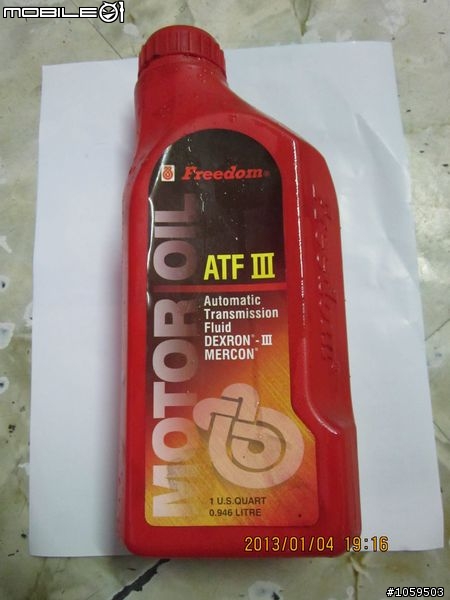 MOBILE01
Freedom®
MOTOR OIL
ATF III
Automatic
Transmission
Fluid
DEXRON®-III
MERCON®
1 U.S.QUART
0.946 LITRE
Freedom
2013/01/04 19:16
#1059503